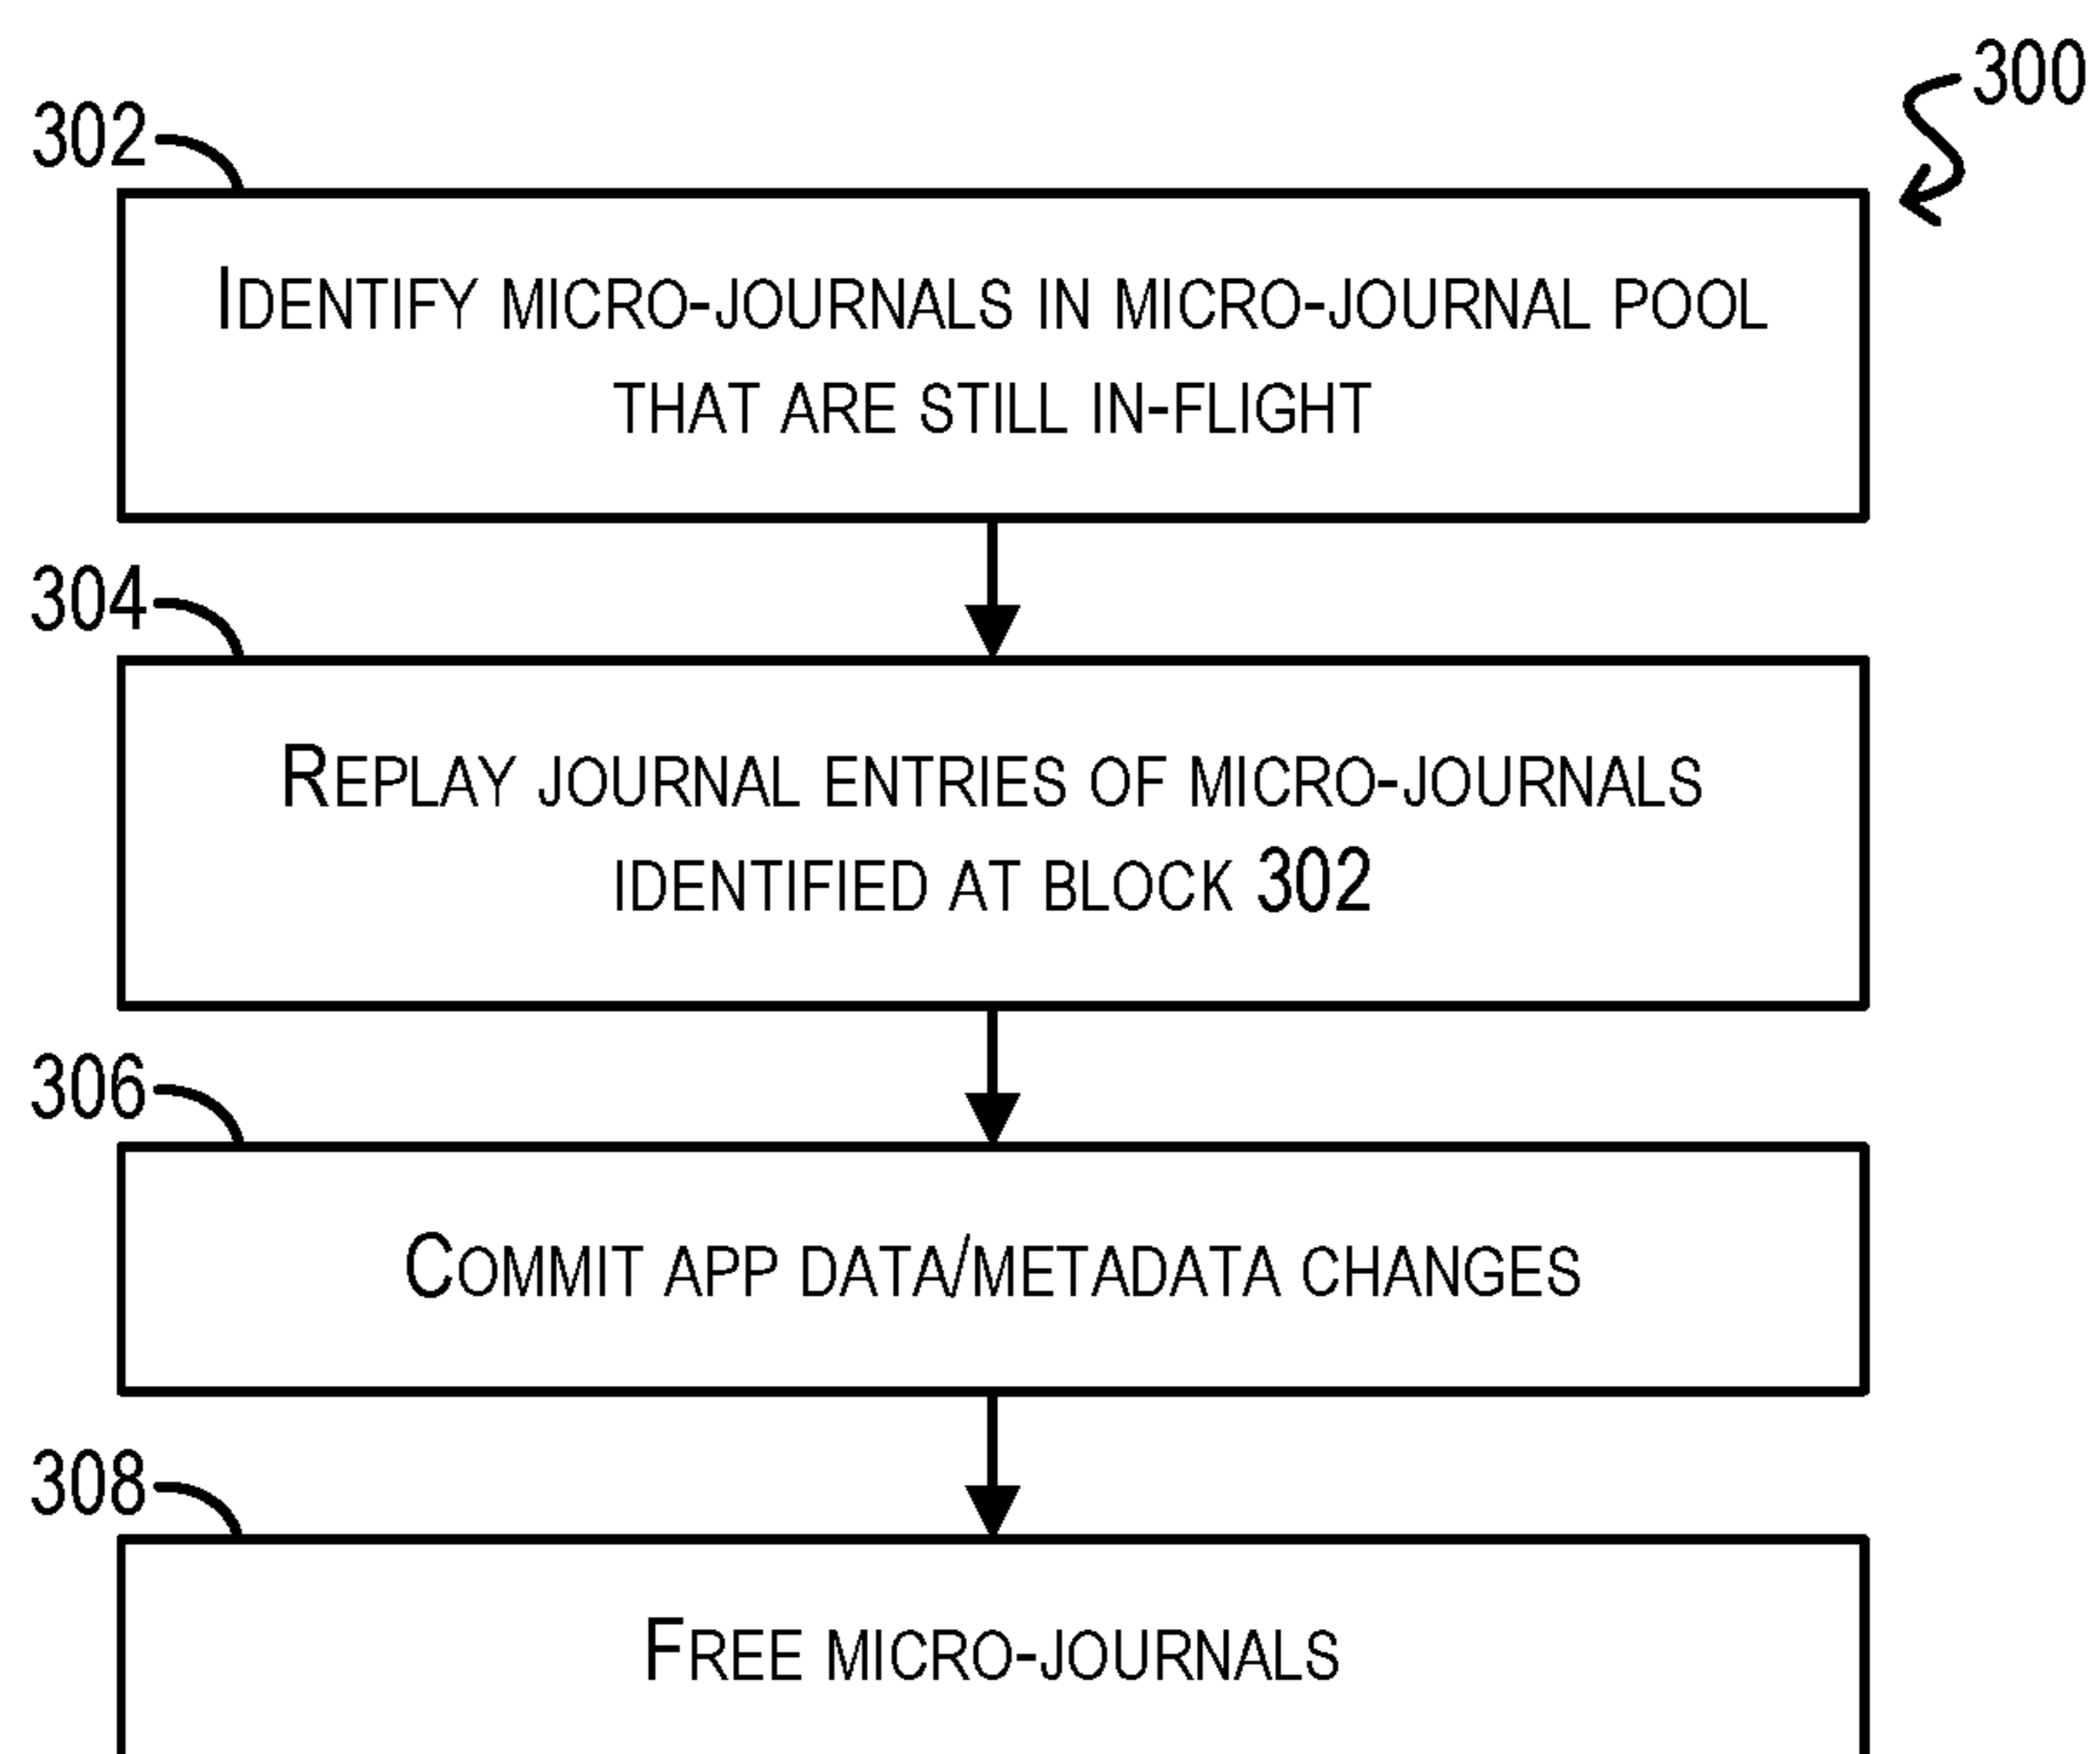 300
302
IDENTIFY MICRO-JOURNALS IN MICRO-JOURNAL POOL
THAT ARE STILL IN-FLIGHT
304
REPLAY JOURNAL ENTRIES OF MICRO-JOURNALS
IDENTIFIED AT BLOCK 302
306
COMMIT APP DATA/METADATA CHANGES
308
FREE MICRO-JOURNALS